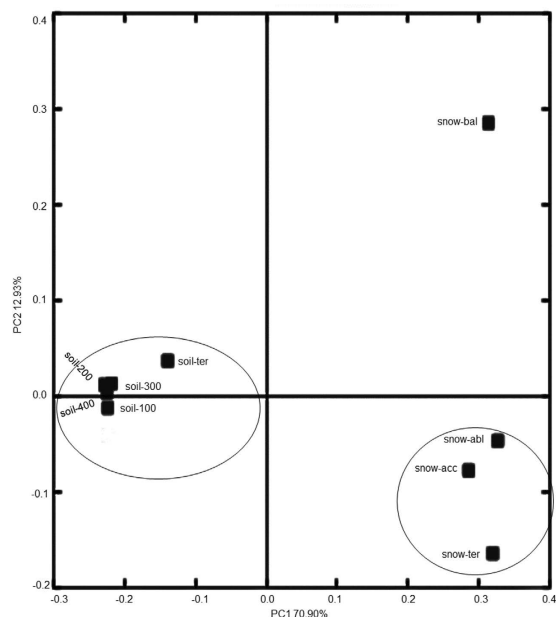 0.4
0.3
snow-bal
0.2
PC2 12.93%
0.1
soil-200
soil-ter
soil-300
0.0
soil-400
soil-100
snow-abl
snow-acc
-0.1
snow-ter
-0.2
-0.3
-0.2
-0.1
0.0
0.1
0.2
0.3
0.4
PC1 70.90%